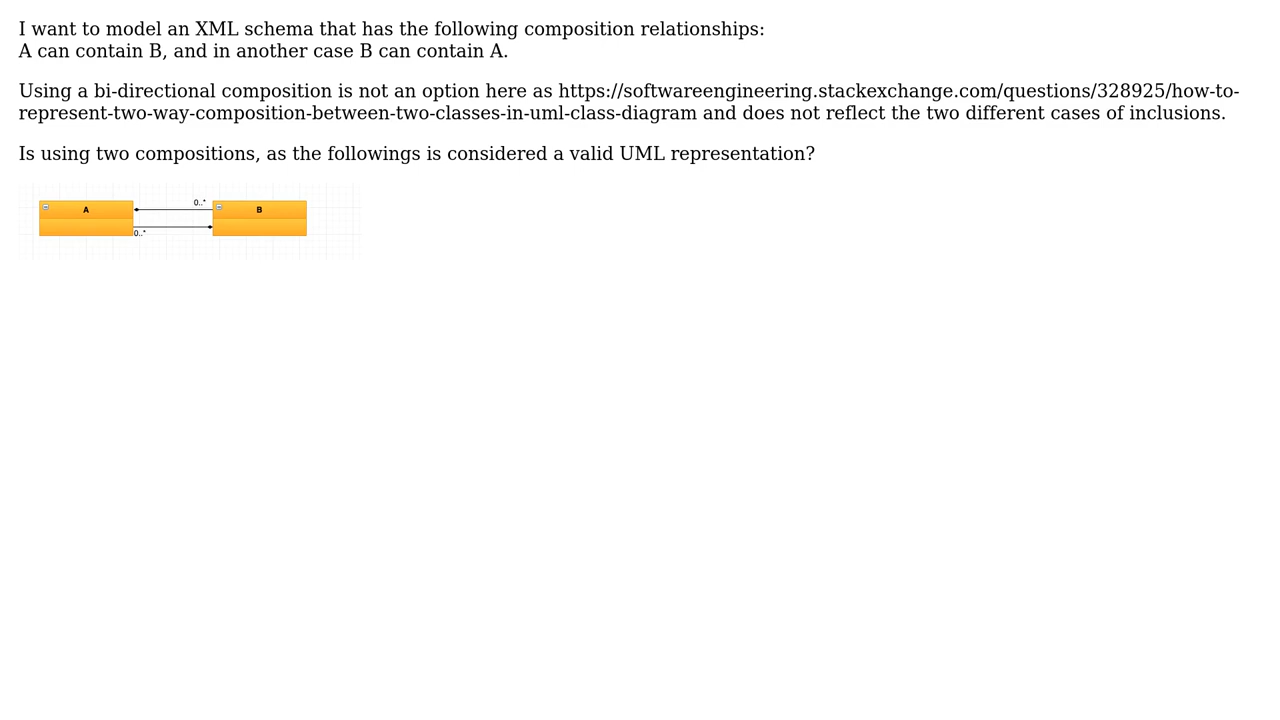 I want to model an XML schema that has the following composition relationships:
A can contain B, and in another case B can contain A.
Using a bi-directional composition is not an option here as https://softwareengineering.stackexchange.com/questions/328925/how-to-
represent-two-way-composition-between-two-classes-in-uml-class-diagram and does not reflect the two different cases of inclusions.
Is using two compositions, as the followings is considered a valid UML representation?
0..*
A
B
0..*